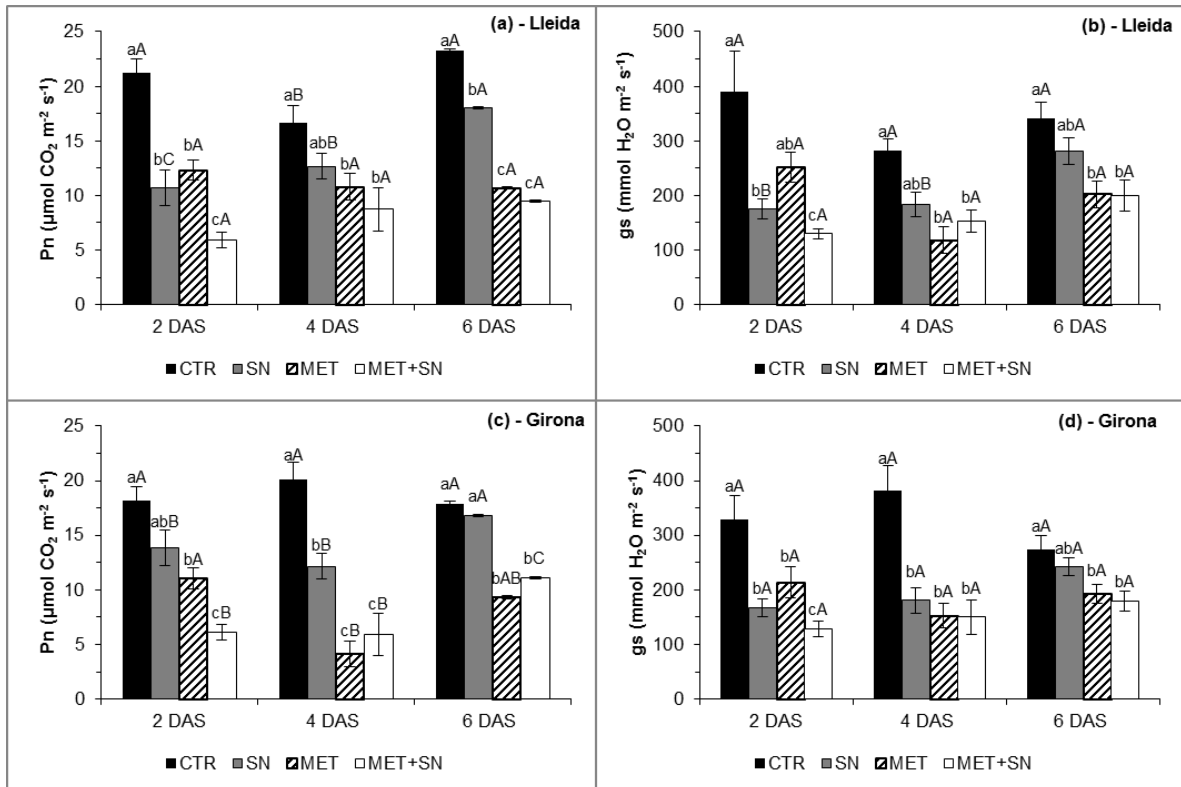 (a) - Lleida
Pn (µmol CO₂ m⁻² s⁻¹)
25
20
15
10
5
0
aA
bC
bA
cA
aB
abB
bA
bA
aA
bA
cA
cA
2 DAS 4 DAS 6 DAS
CTR SN MET MET+SN
(b) - Lleida
gs (mmol H₂O m⁻² s⁻¹)
500
400
300
200
100
0
aA
bB
abA
cA
aA
abB
bA
bA
aA
abA
bA
bA
2 DAS 4 DAS 6 DAS
CTR SN MET MET+SN
(c) - Girona
Pn (µmol CO₂ m⁻² s⁻¹)
25
20
15
10
5
0
aA
abB
bA
cB
aA
bB
cB
cB
aA
aA
bAB
bC
2 DAS 4 DAS 6 DAS
CTR SN MET MET+SN
(d) - Girona
gs (mmol H₂O m⁻² s⁻¹)
500
400
300
200
100
0
aA
bA
bA
cA
aA
bA
bA
bA
aA
abA
bA
bA
2 DAS 4 DAS 6 DAS
CTR SN MET MET+SN